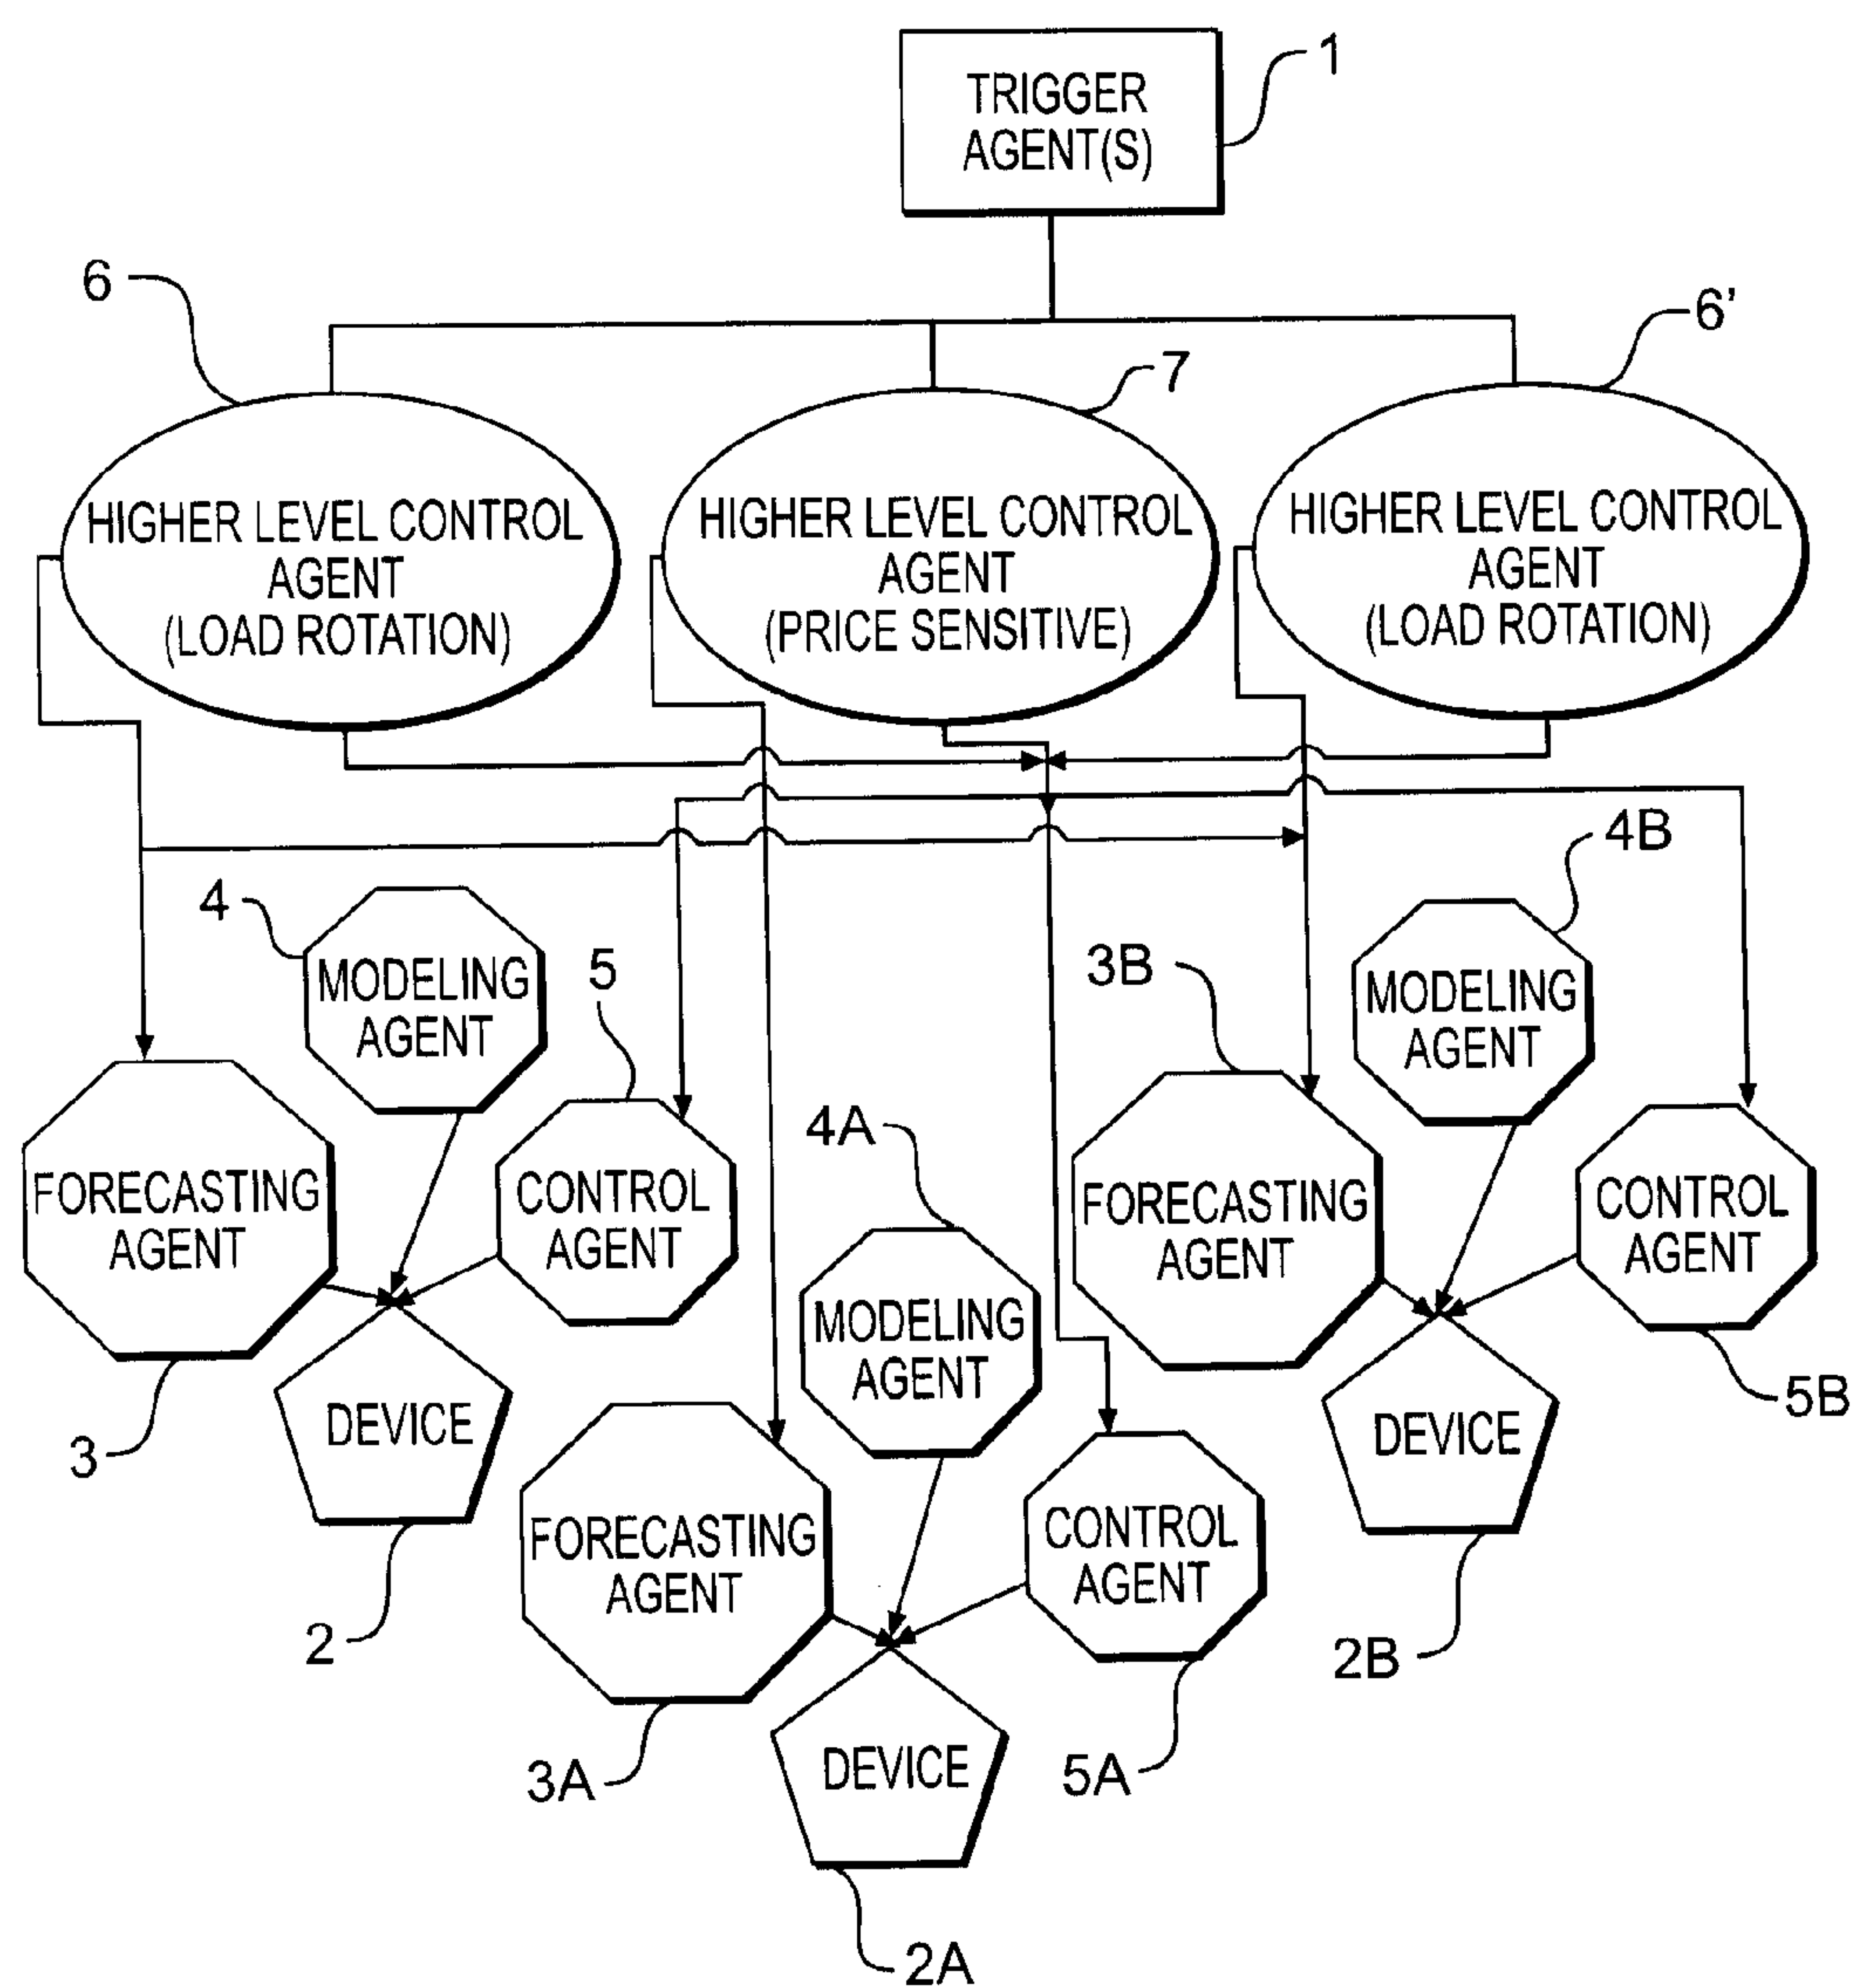 TRIGGER
AGENT(S)
1
6
7
6’
HIGHER LEVEL CONTROL
AGENT
(LOAD ROTATION)
HIGHER LEVEL CONTROL
AGENT
(PRICE SENSITIVE)
HIGHER LEVEL CONTROL
AGENT
(LOAD ROTATION)
4
MODELING
AGENT
5
3B
4B
MODELING
AGENT
FORECASTING
AGENT
CONTROL
AGENT
4A
FORECASTING
AGENT
CONTROL
AGENT
MODELING
AGENT
3
DEVICE
DEVICE
5B
FORECASTING
AGENT
CONTROL
AGENT
2
2B
3A
DEVICE
5A
2A